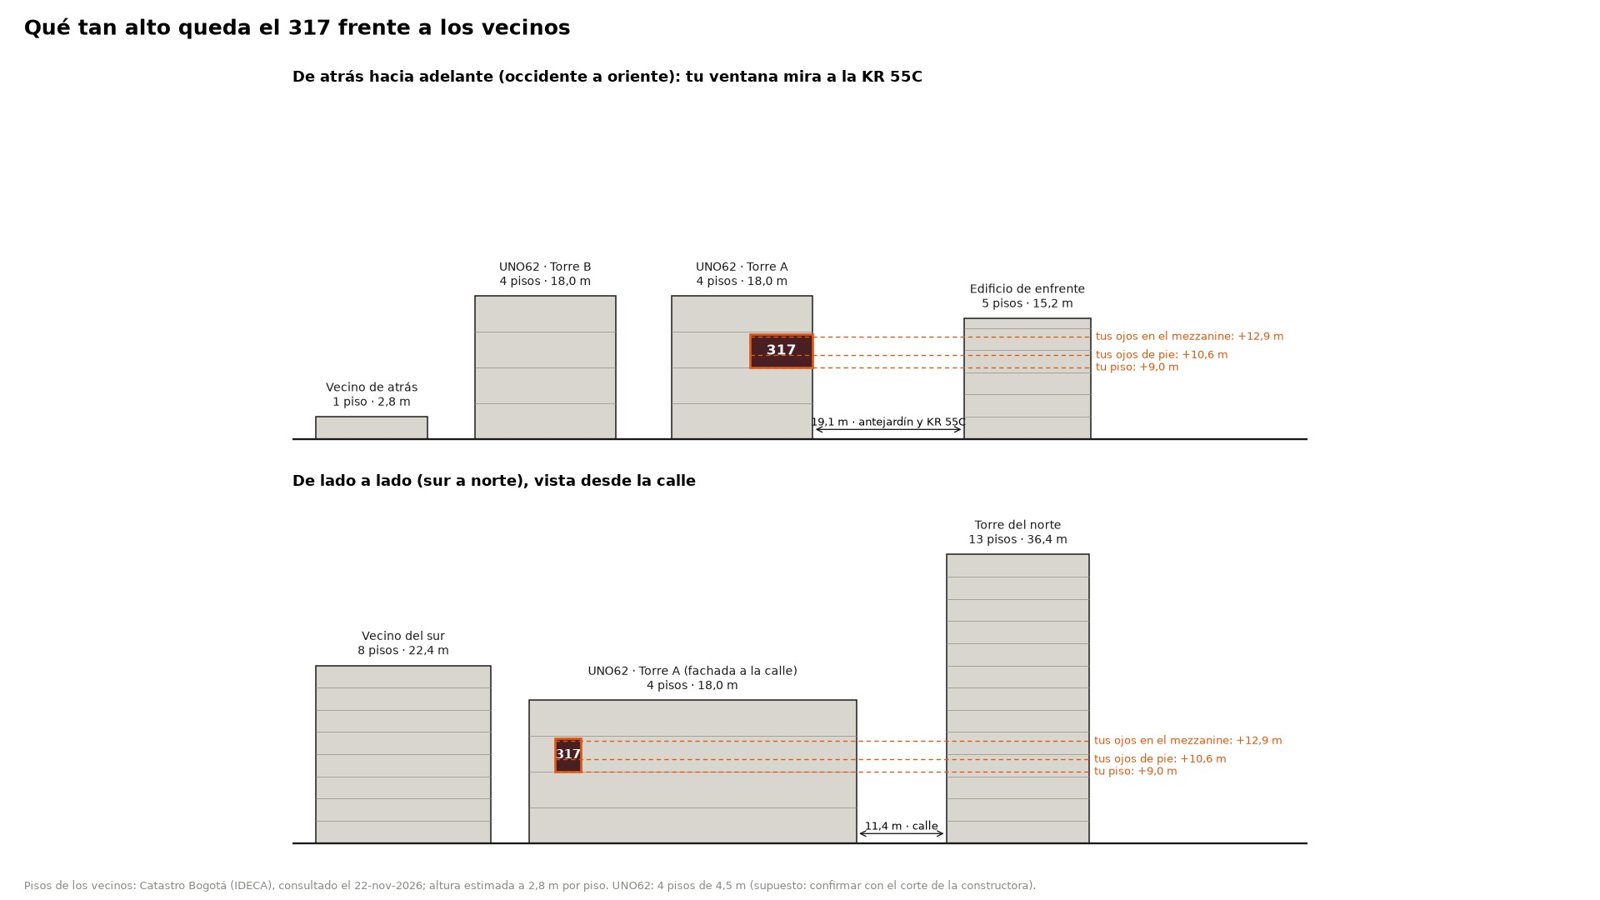 Qué tan alto queda el 317 frente a los vecinos
De atrás hacia adelante (occidente a oriente): tu ventana mira a la KR 55C
UNO62 · Torre B
4 pisos · 18,0 m
UNO62 · Torre A
4 pisos · 18,0 m
Edificio de enfrente
5 pisos · 15,2 m
tus ojos en el mezzanine: +12,9 m
317
tus ojos de pie: +10,6 m
tu piso: +9,0 m
Vecino de atrás
1 piso · 2,8 m
19,1 m · antejardín y KR 55C
De lado a lado (sur a norte), vista desde la calle
Torre del norte
13 pisos · 36,4 m
Vecino del sur
8 pisos · 22,4 m
UNO62 · Torre A (fachada a la calle)
4 pisos · 18,0 m
tus ojos en el mezzanine: +12,9 m
317
tus ojos de pie: +10,6 m
tu piso: +9,0 m
11,4 m · calle
Pisos de los vecinos: Catastro Bogotá (IDECA), consultado el 22-nov-2026; altura estimada a 2,8 m por piso. UNO62: 4 pisos de 4,5 m (supuesto: confirmar con el corte de la constructora).